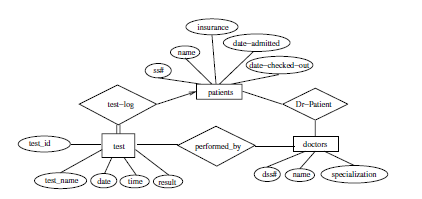 insurance
name
date-admitted
ss#
date-checked-out
patients
test-log
Dr-Patient
test_id
test
performed_by
doctors
test_name
date
time
result
dss#
name
specialization